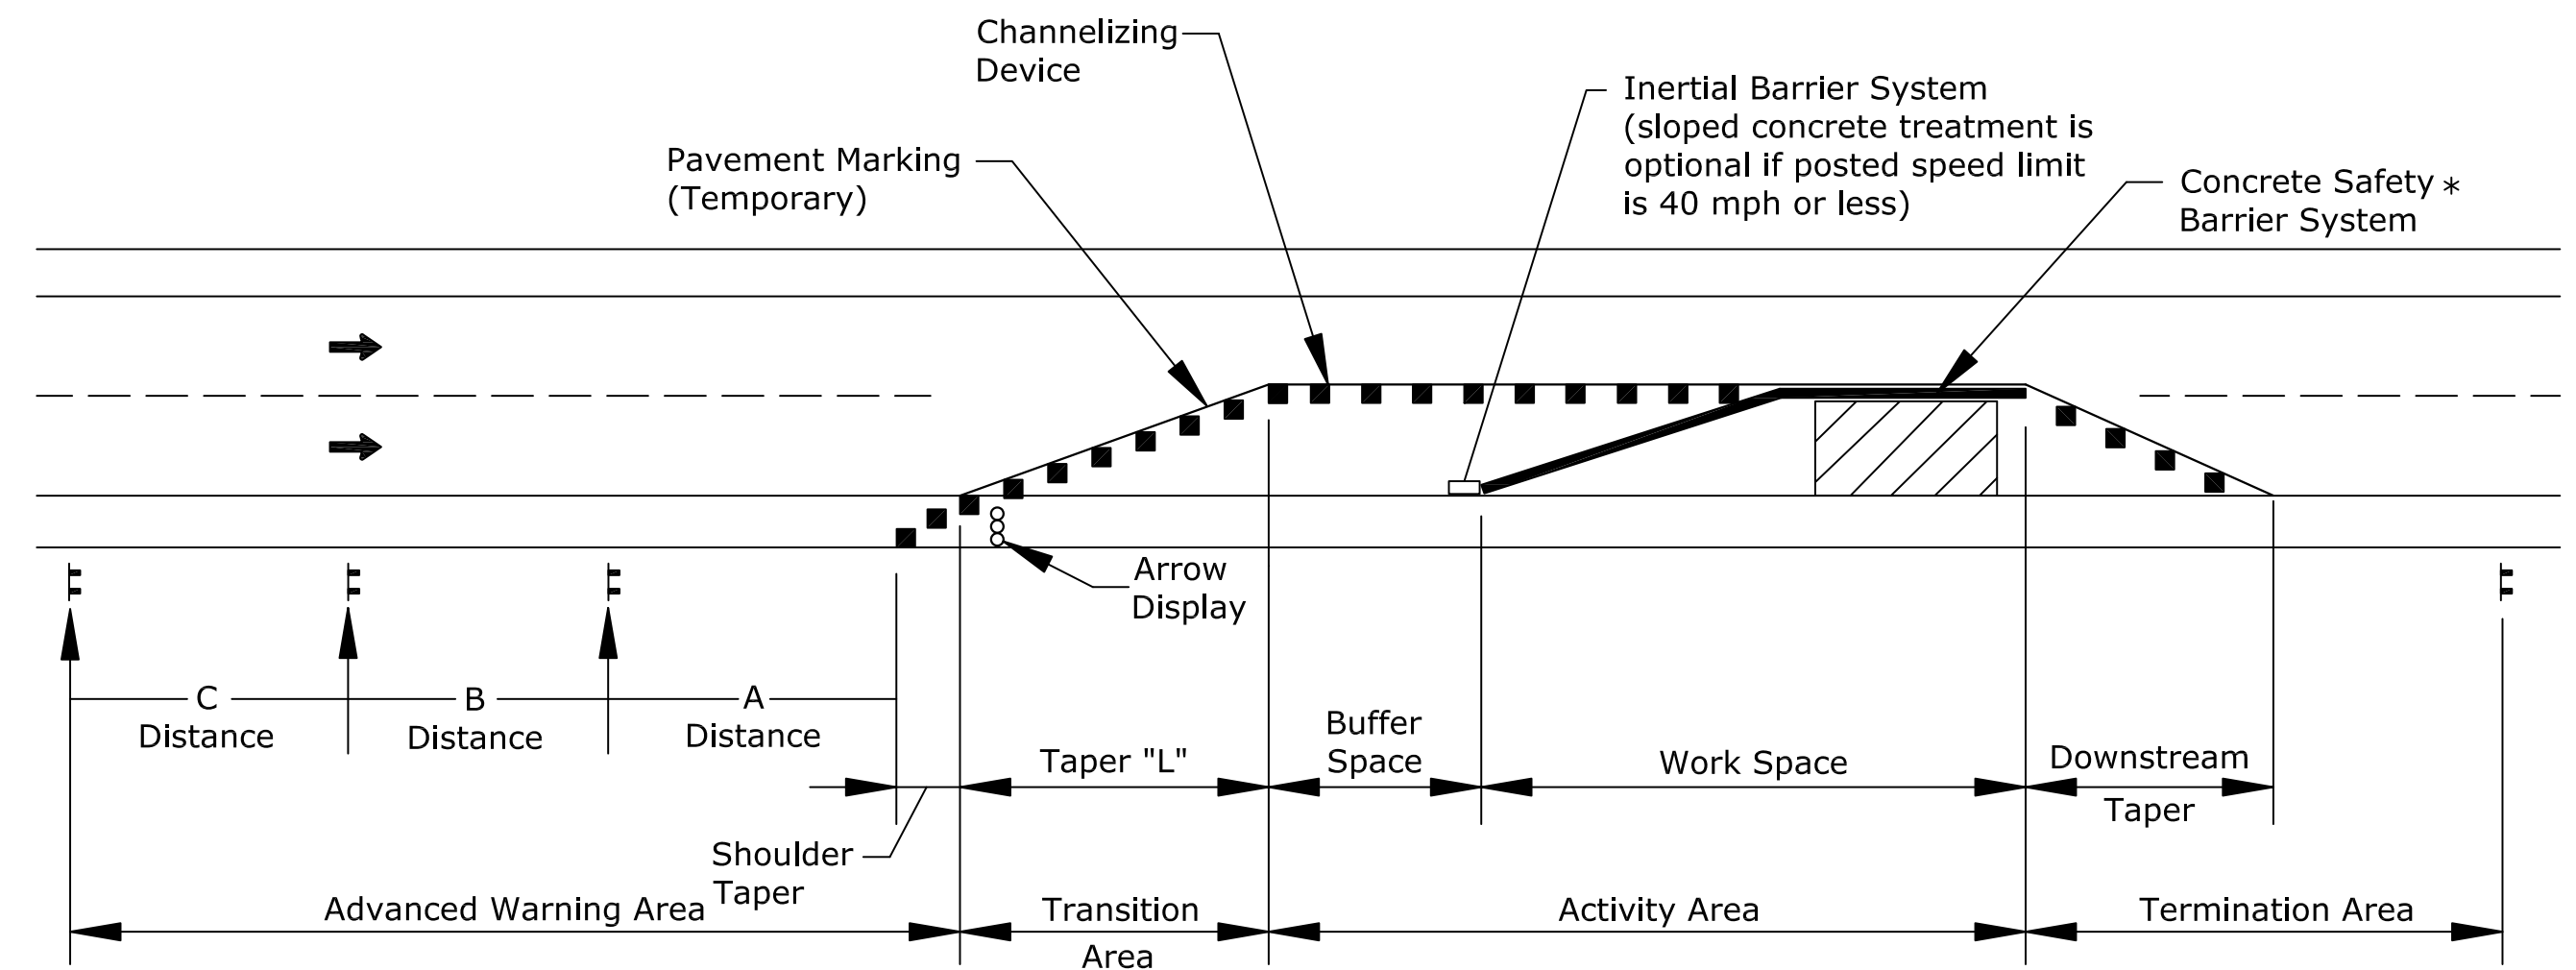 Channelizing
Device
Inertial Barrier System
(sloped concrete treatment is
optional if posted speed limit
is 40 mph or less)
Pavement Marking
(Temporary)
Concrete Safety *
Barrier System
Arrow
Display
C
Distance
B
Distance
A
Distance
Taper "L"
Buffer
Space
Work Space
Downstream
Taper
Shoulder
Taper
Advanced Warning Area
Transition
Area
Activity Area
Termination Area